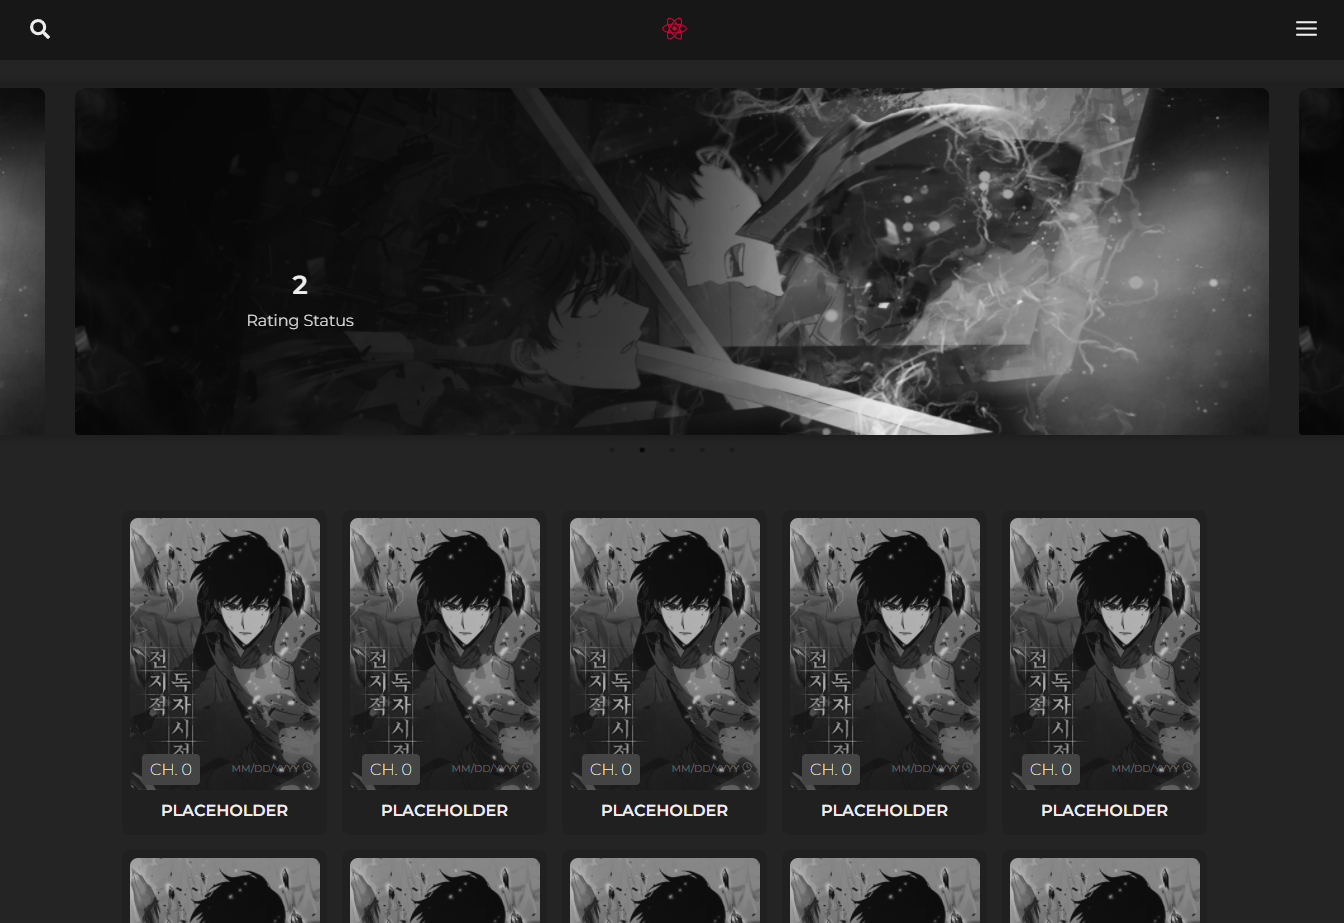 2
Rating Status
전
지 독
적 자
시
점
CH. 0
MM/DD/YYYY
PLACEHOLDER
전
지 독
적 자
시
점
CH. 0
MM/DD/YYYY
PLACEHOLDER
전
지 독
적 자
시
점
CH. 0
MM/DD/YYYY
PLACEHOLDER
전
지 독
적 자
시
점
CH. 0
MM/DD/YYYY
PLACEHOLDER
전
지 독
적 자
시
점
CH. 0
MM/DD/YYYY
PLACEHOLDER